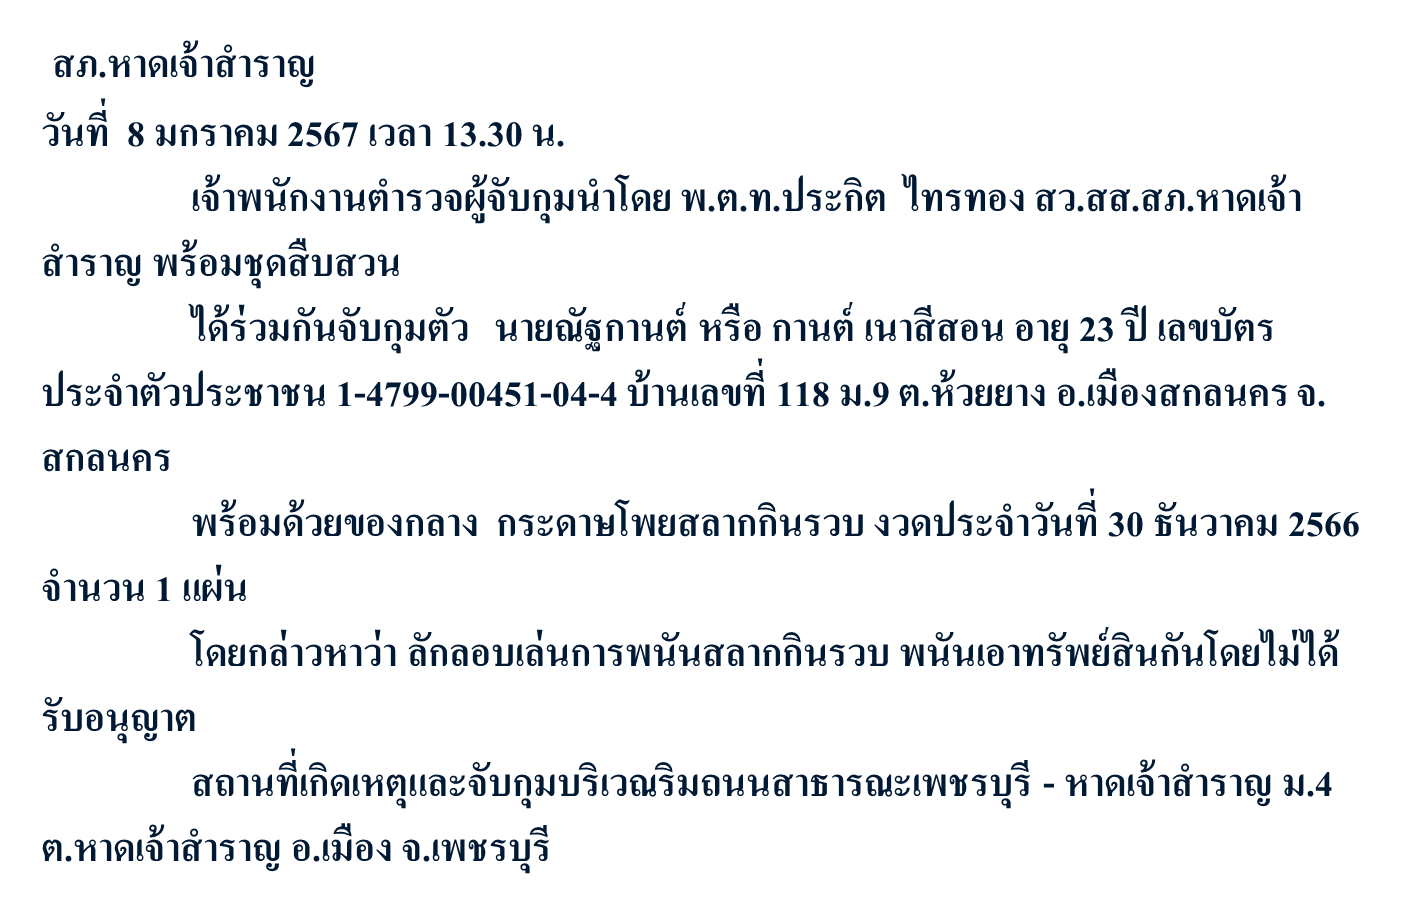 สภ.หาดเจ้าสำราญ
วันที่ 8 มกราคม 2567 เวลา 13.30 น.
เจ้าพนักงานตำรวจผู้จับกุมนำโดย พ.ต.ท.ประกิต ไทรทอง สว.สส.สภ.หาดเจ้า
สำราญ พร้อมชุดสืบสวน
ได้ร่วมกันจับกุมตัว นายณัฐกานต์ หรือ กานต์ เนาสีสอน อายุ 23 ปี เลขบัตร
ประจำตัวประชาชน 1-4799-00451-04-4 บ้านเลขที่ 118 ม.9 ต.ห้วยยาง อ.เมืองสกลนคร จ.
สกลนคร
พร้อมด้วยของกลาง กระดาษโพยสลากกินรวบ งวดประจำวันที่ 30 ธันวาคม 2566
จำนวน 1 แผ่น
โดยกล่าวหาว่า ลักลอบเล่นการพนันสลากกินรวบ พนันเอาทรัพย์สินกันโดยไม่ได้
รับอนุญาต
สถานที่เกิดเหตุและจับกุมบริเวณริมถนนสาธารณะเพชรบุรี - หาดเจ้าสำราญ ม.4
ต.หาดเจ้าสำราญ อ.เมือง จ.เพชรบุรี